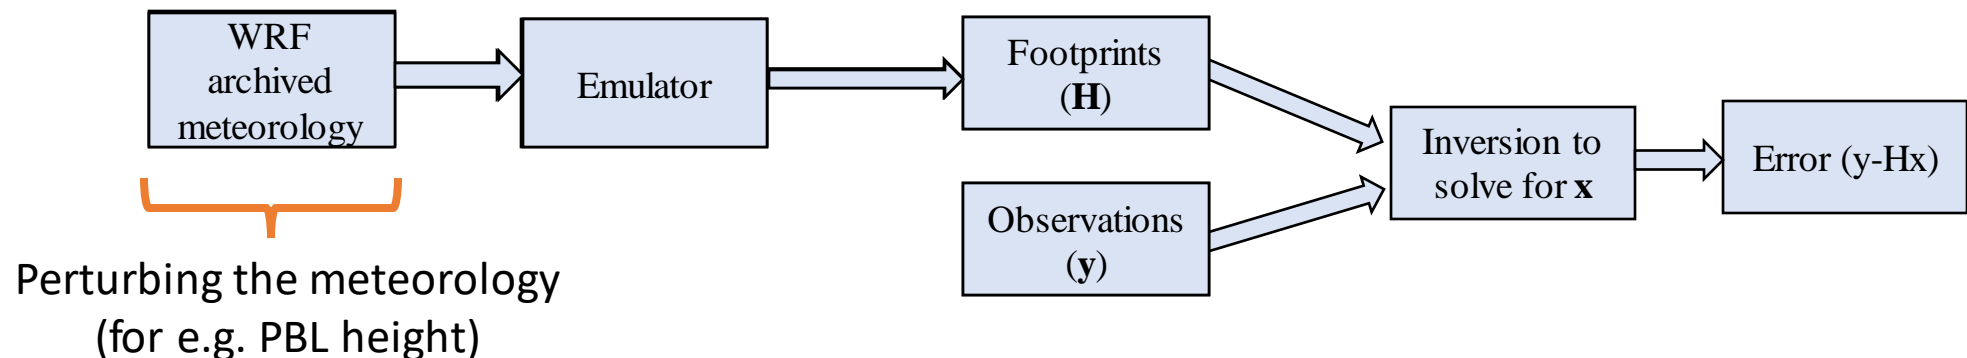 WRF
archived
meteorology
Emulator
Footprints
(H)
Observations
(y)
Inversion to
solve for x
Error (y-Hx)
Perturbing the meteorology
(for e.g. PBL height)